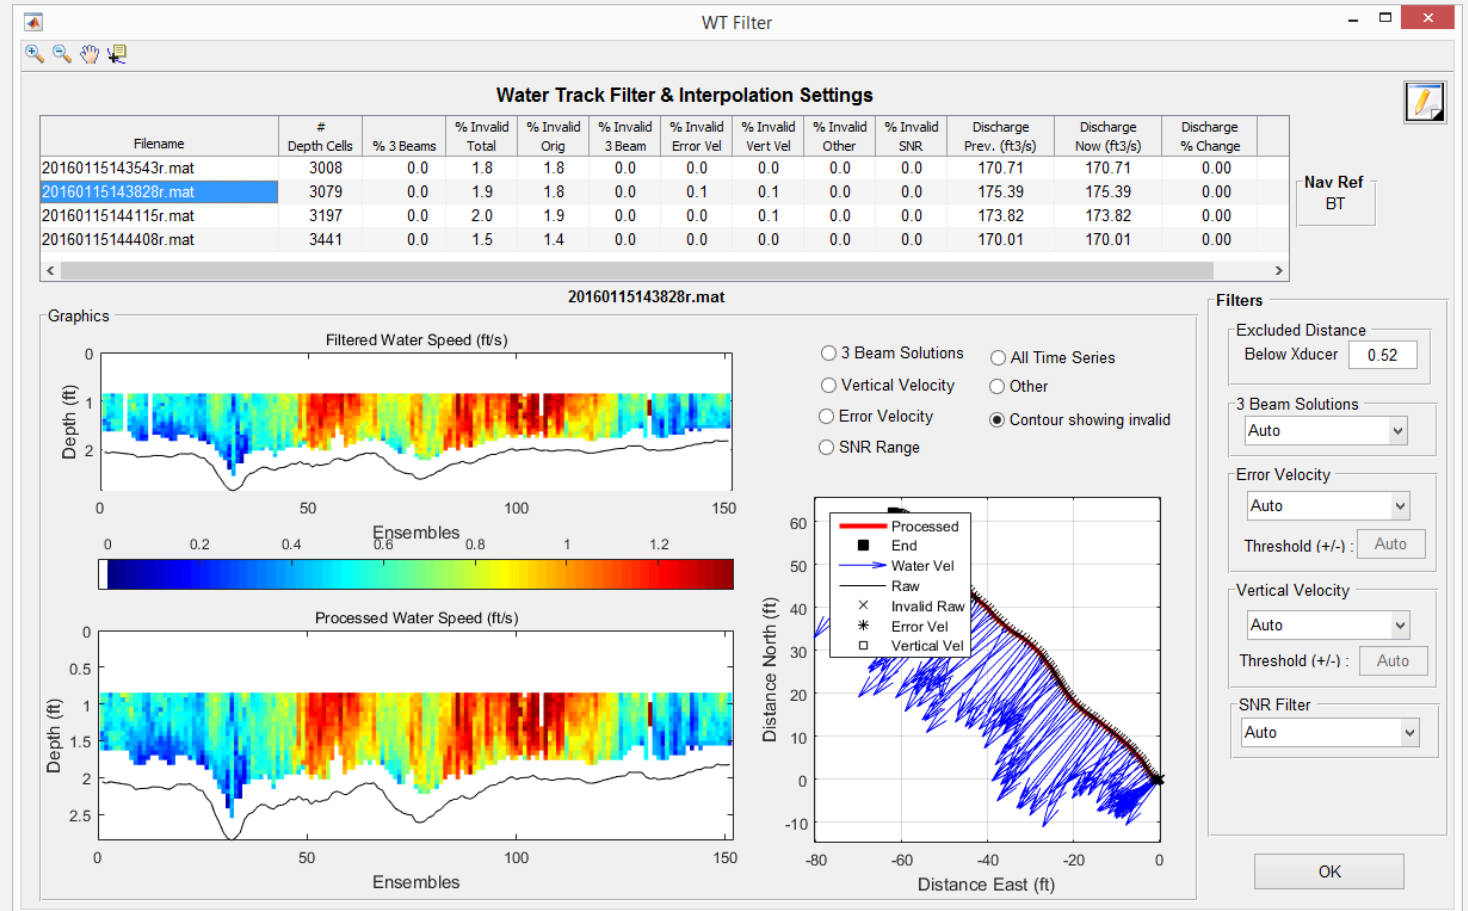 WT Filter
Water Track Filter & Interpolation Settings
Filename # Depth Cells % 3 Beams % Invalid Total % Invalid Orig % Invalid 3 Beam % Invalid Error Vel % Invalid Vert Vel % Invalid Other % Invalid SNR Discharge Prev. (ft3/s) Discharge Now (ft3/s) Discharge % Change
20160115143543r.mat 3008 0.0 1.8 1.8 0.0 0.0 0.0 0.0 0.0 170.71 170.71 0.00
20160115143828r.mat 3079 0.0 1.9 1.8 0.0 0.1 0.1 0.0 0.0 175.39 175.39 0.00
20160115144115r.mat 3197 0.0 2.0 1.9 0.0 0.0 0.1 0.0 0.0 173.82 173.82 0.00
20160115144408r.mat 3441 0.0 1.5 1.4 0.0 0.0 0.0 0.0 0.0 170.01 170.01 0.00
Nav Ref
BT
20160115143828r.mat
Graphics
Filtered Water Speed (ft/s)
0
1
2
Depth (ft)
0 50 100 150
Ensembles
0 0.2 0.4 0.6 0.8 1 1.2
Processed Water Speed (ft/s)
0
0.5
1
1.5
2
2.5
Depth (ft)
0 50 100 150
Ensembles
3 Beam Solutions
Vertical Velocity
Error Velocity
SNR Range
All Time Series
Other
Contour showing invalid
Processed
End
Water Vel
Raw
Invalid Raw
Error Vel
Vertical Vel
60
50
40
30
20
10
0
-10
Distance North (ft)
-80 -60 -40 -20 0
Distance East (ft)
Filters
Excluded Distance
Below Xducer 0.52
3 Beam Solutions
Auto
Error Velocity
Auto
Threshold (+/-) : Auto
Vertical Velocity
Auto
Threshold (+/-) : Auto
SNR Filter
Auto
OK